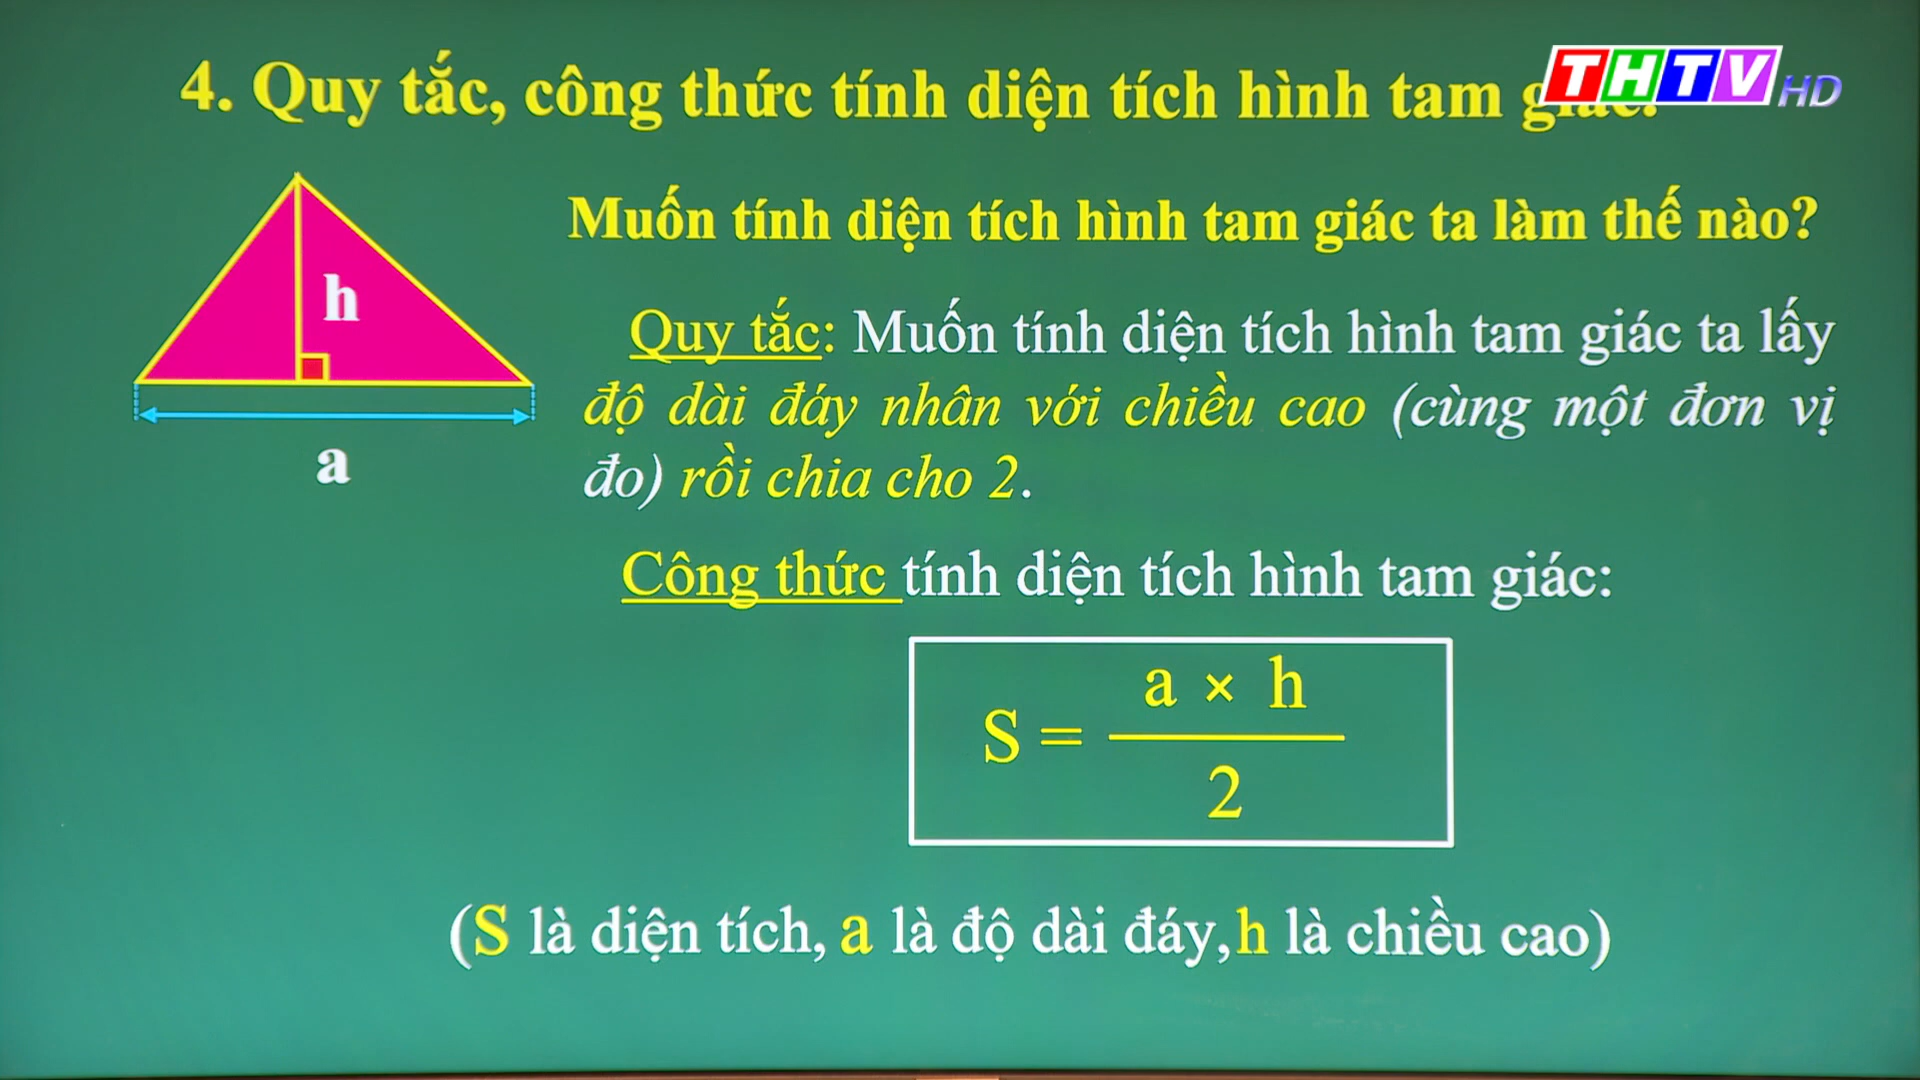 THTV HD
4. Quy tắc, công thức tính diện tích hình tam giác.
Muốn tính diện tích hình tam giác ta làm thế nào?
h
a
Quy tắc: Muốn tính diện tích hình tam giác ta lấy
độ dài đáy nhân với chiều cao (cùng một đơn vị
đo) rồi chia cho 2.
Công thức tính diện tích hình tam giác:
S = a × h
2
(S là diện tích, a là độ dài đáy, h là chiều cao)